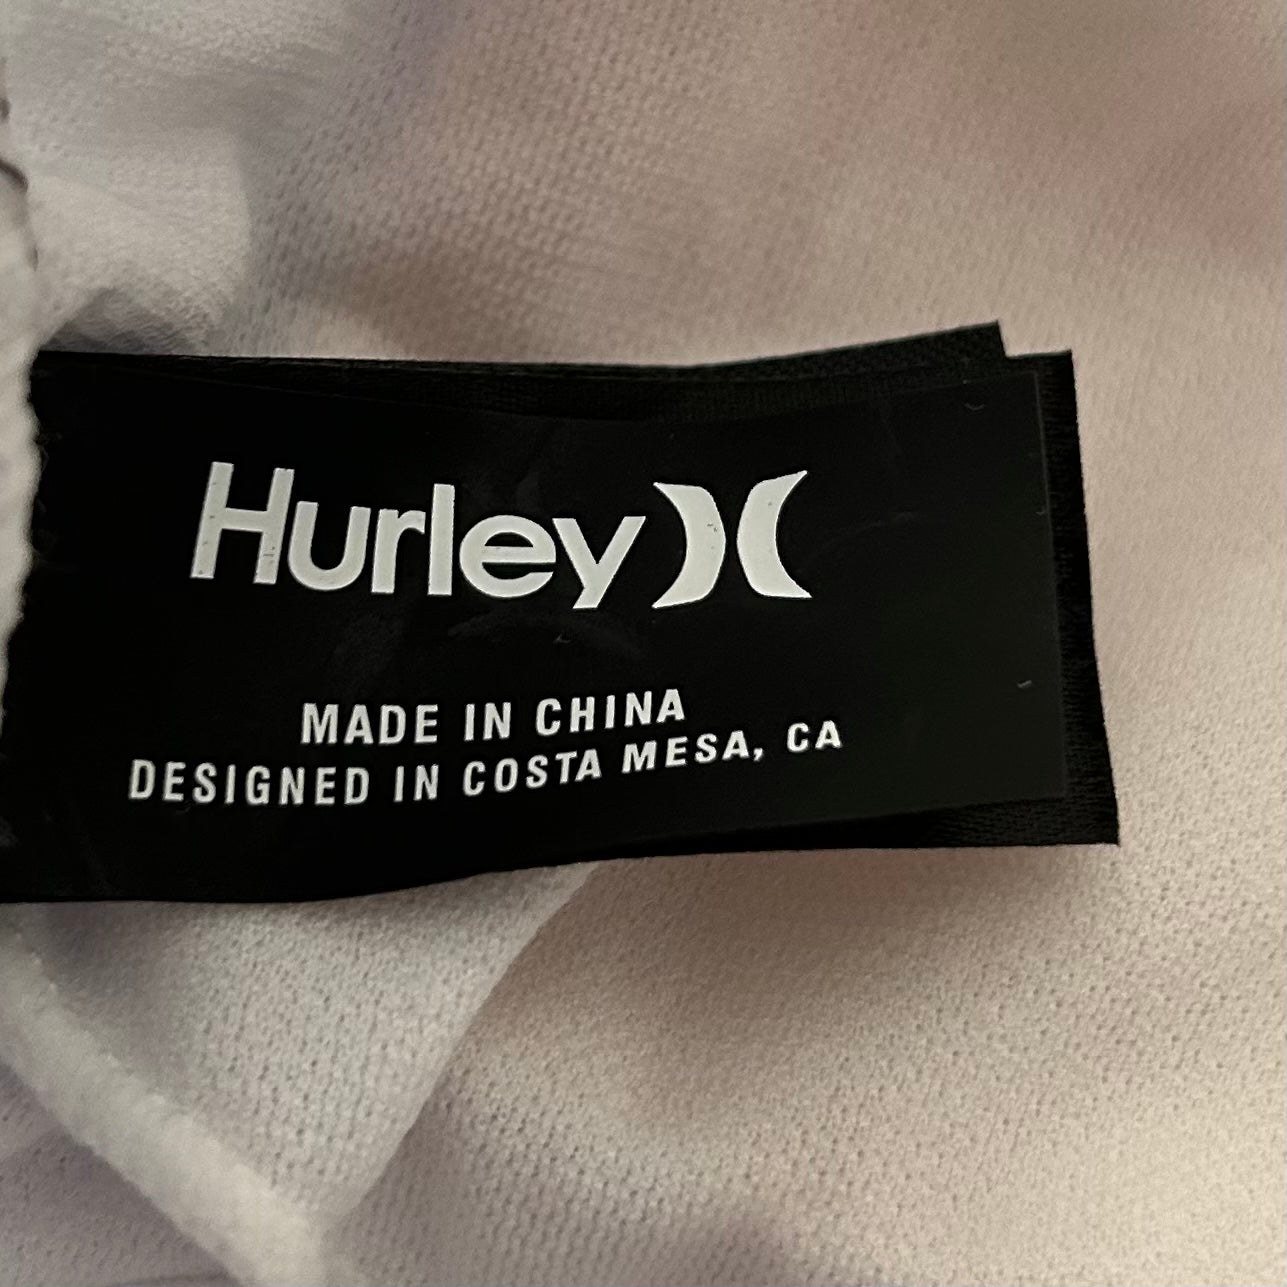 Hurley
MADE IN CHINA
DESIGNED IN COSTA MESA, CA